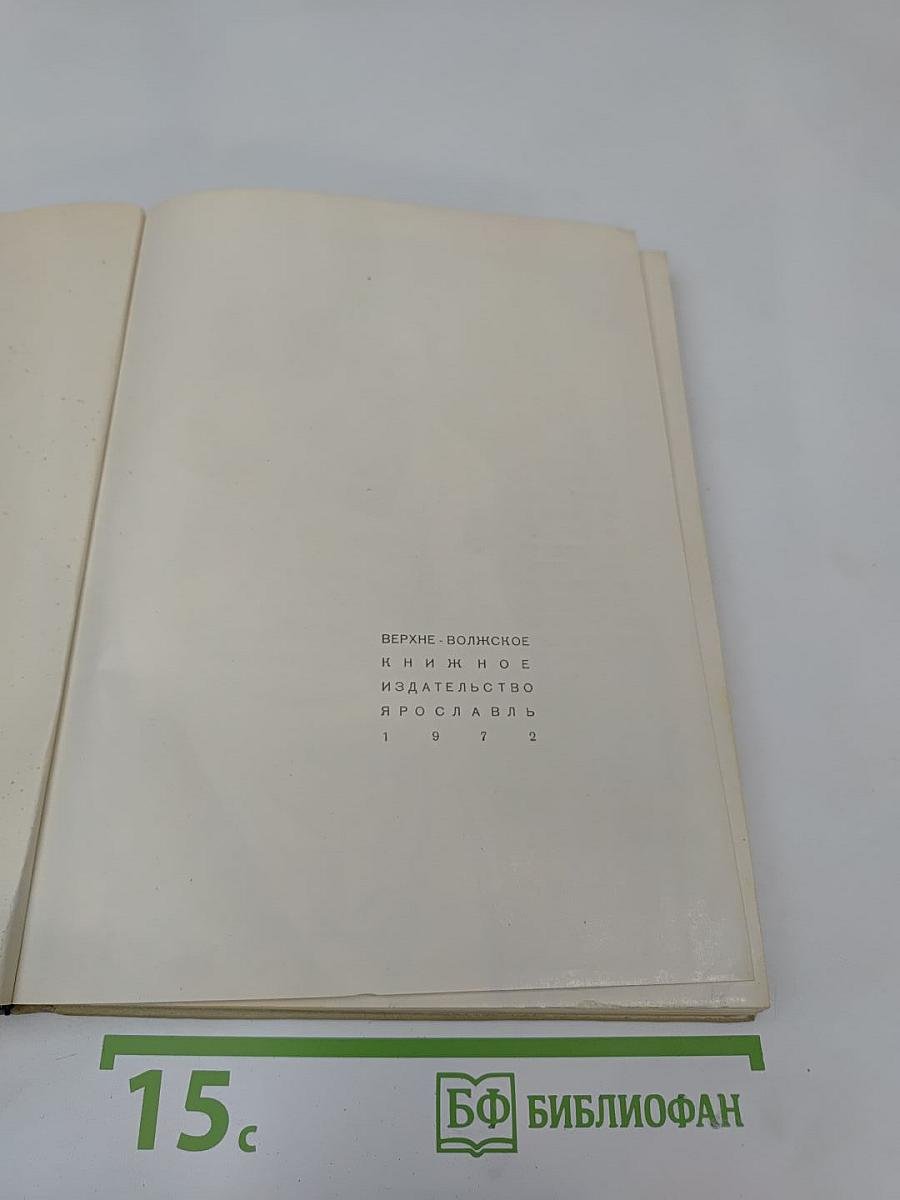 ВЕРХНЕ-ВОЛЖСКОЕ
КНИЖНОЕ
ИЗДАТЕЛЬСТВО
ЯРОСЛАВЛЬ
1972
15с
БФ БИБЛИОФАН